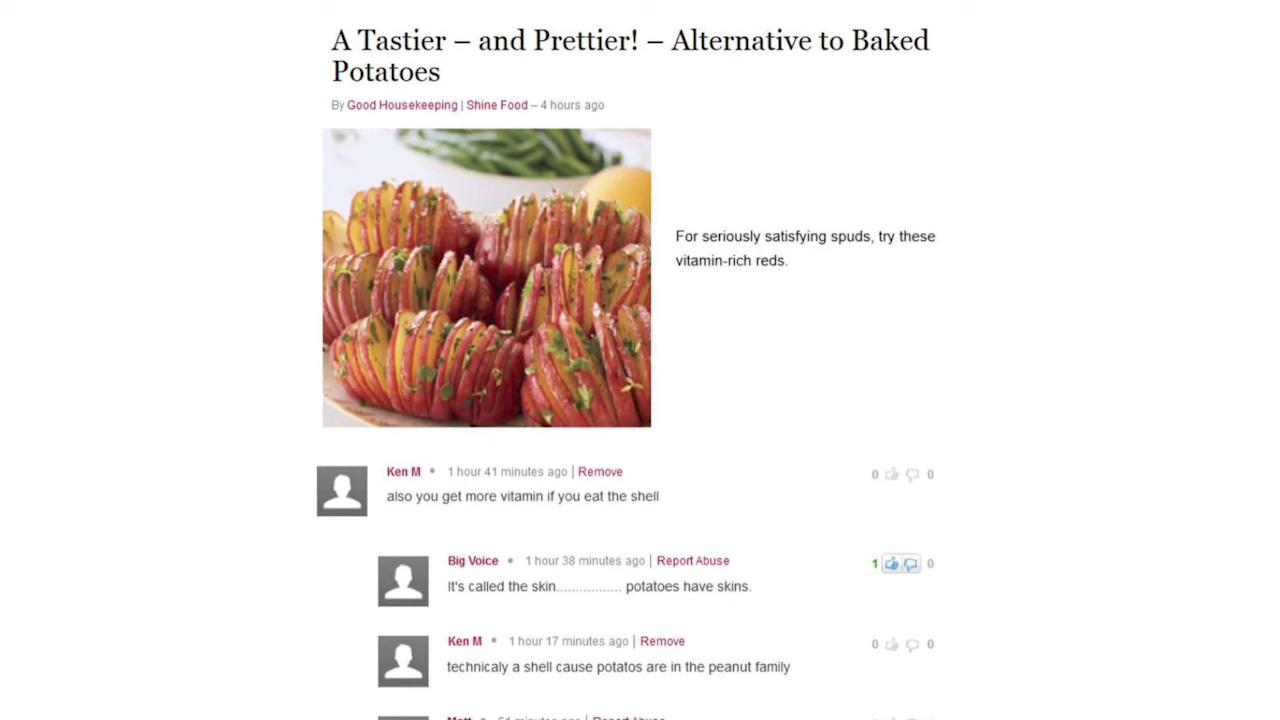 A Tastier – and Prettier! – Alternative to Baked
Potatoes
By Good Housekeeping | Shine Food – 4 hours ago
For seriously satisfying spuds, try these
vitamin-rich reds.
Ken M • 1 hour 41 minutes ago | Remove
0 0
also you get more vitamin if you eat the shell
Big Voice • 1 hour 38 minutes ago | Report Abuse
1 0
It's called the skin................. potatoes have skins.
Ken M • 1 hour 17 minutes ago | Remove
0 0
technicaly a shell cause potatos are in the peanut family